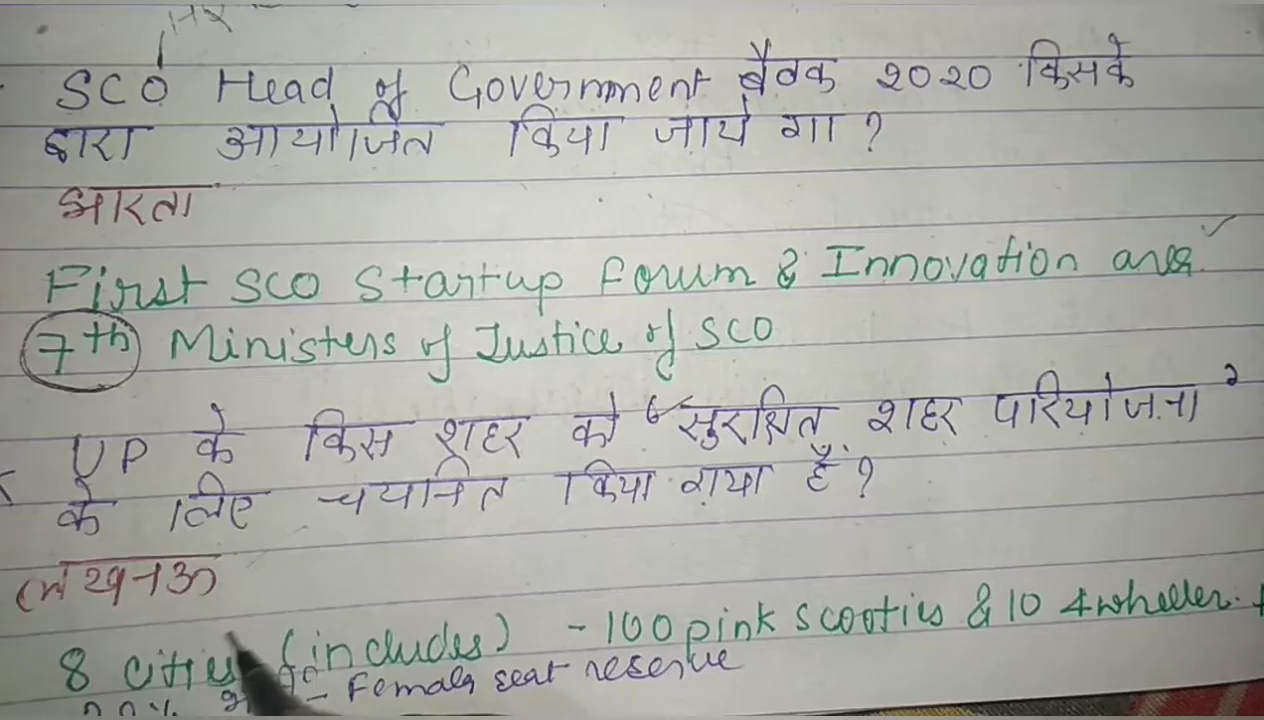 SCO Head of Government बैठक 2020 किसके
द्वारा आयोजित किया जाये गा ?
भारत
First SCO Startup Forum & Innovation
7th Ministers of Justice of SCO
UP के किस शहर को "सुरक्षित शहर परियोजना"
के लिए चयनित किया गया है ?
लखनऊ
8 cities (includes) - 100 pink scooties & 10 4 wheller. +
- Female seat reserve